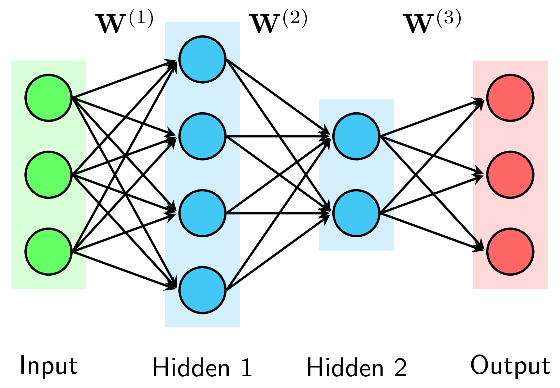 W(1) W(2) W(3)
Input Hidden 1 Hidden 2 Output